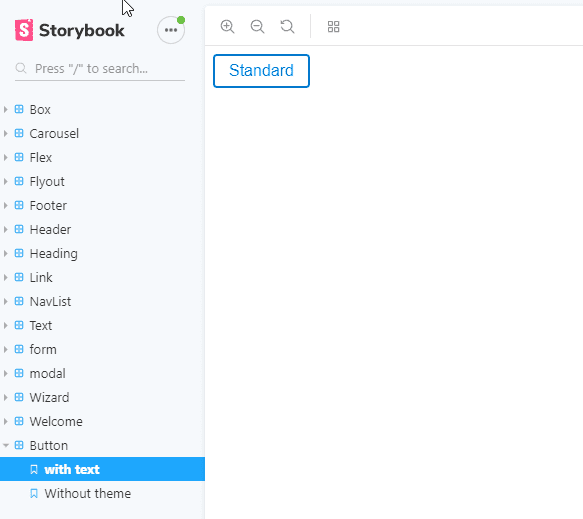 Storybook
Press "/" to search...
Box
Carousel
Flex
Flyout
Footer
Header
Heading
Link
NavList
Text
form
modal
Wizard
Welcome
Button
with text
Without theme
Standard